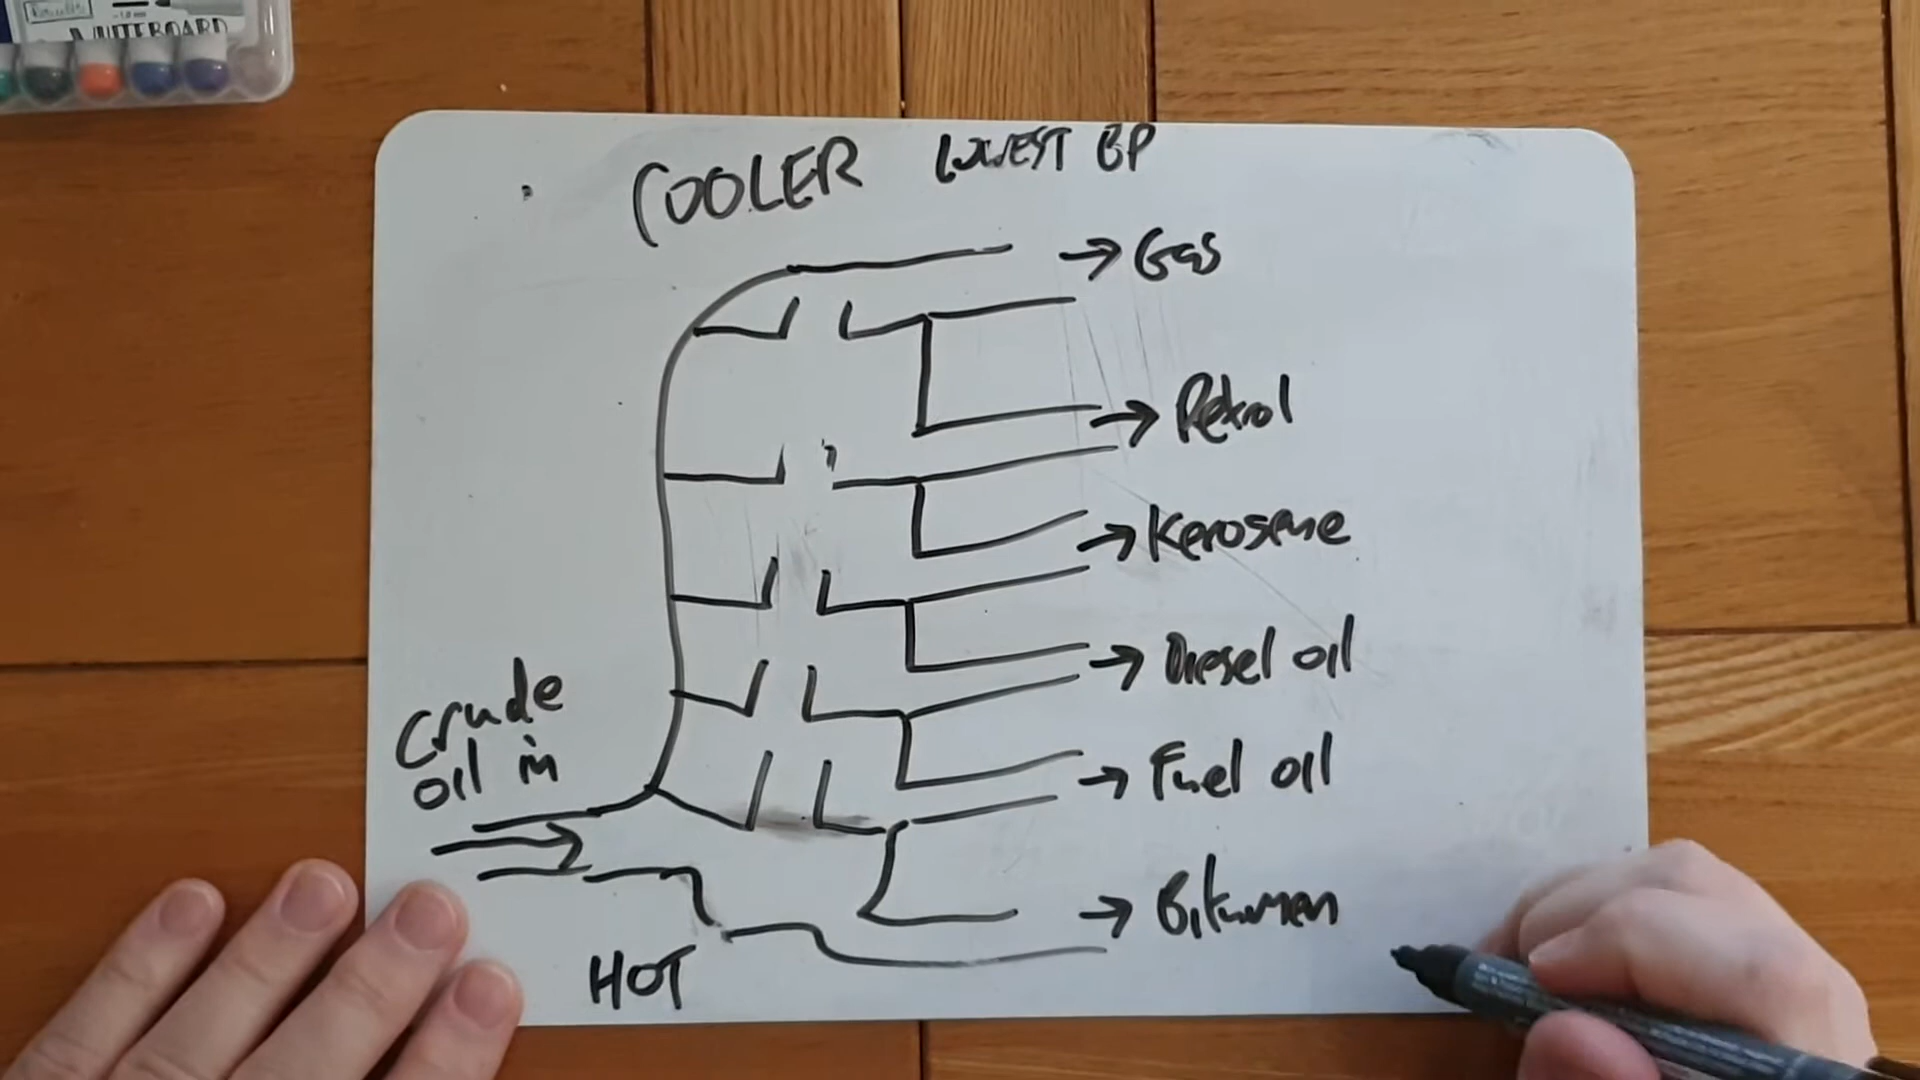 WHITEBOARD
COOLER LOWEST BP
→ Gas
→ Petrol
→ Kerosene
→ Diesel oil
Crude
oil in
→ Fuel oil
→ Bitumen
HOT